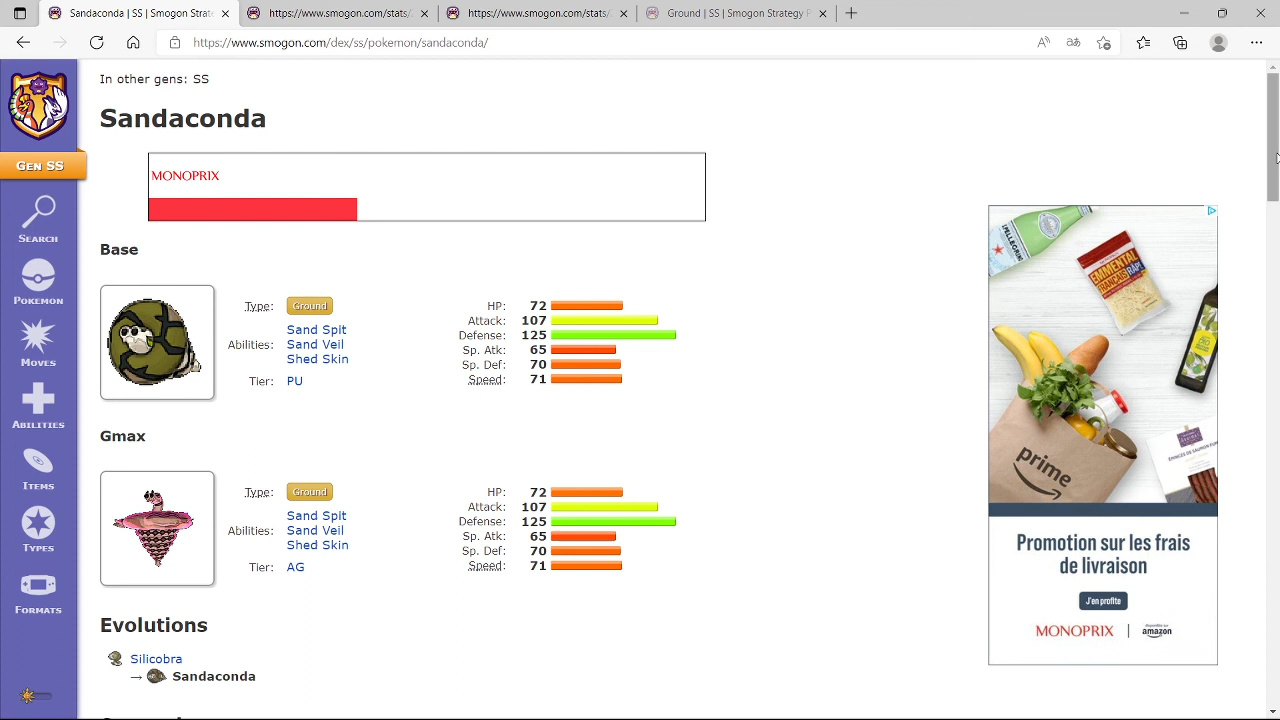 Sandaconda | SS | Smogon Strat
https://www.smogon.com/stats/
https://www.smogon.com/stats/
Ground | SS | Smogon Strategy P
https://www.smogon.com/dex/ss/pokemon/sandaconda/
In other gens: SS
Sandaconda
MONOPRIX
GEN SS
SEARCH
POKEMON
MOVES
ABILITIES
ITEMS
TYPES
FORMATS
Base
Type: Ground
Abilities: Sand Spit
Sand Veil
Shed Skin
Tier: PU
HP: 72
Attack: 107
Defense: 125
Sp. Atk: 65
Sp. Def: 70
Speed: 71
Gmax
Type: Ground
Abilities: Sand Spit
Sand Veil
Shed Skin
Tier: AG
HP: 72
Attack: 107
Defense: 125
Sp. Atk: 65
Sp. Def: 70
Speed: 71
Evolutions
Silicobra
→ Sandaconda
EMMENTAL
FRANÇAIS RÂPÉ
prime
Promotion sur les frais
de livraison
J'en profite
MONOPRIX | disponible sur
amazon